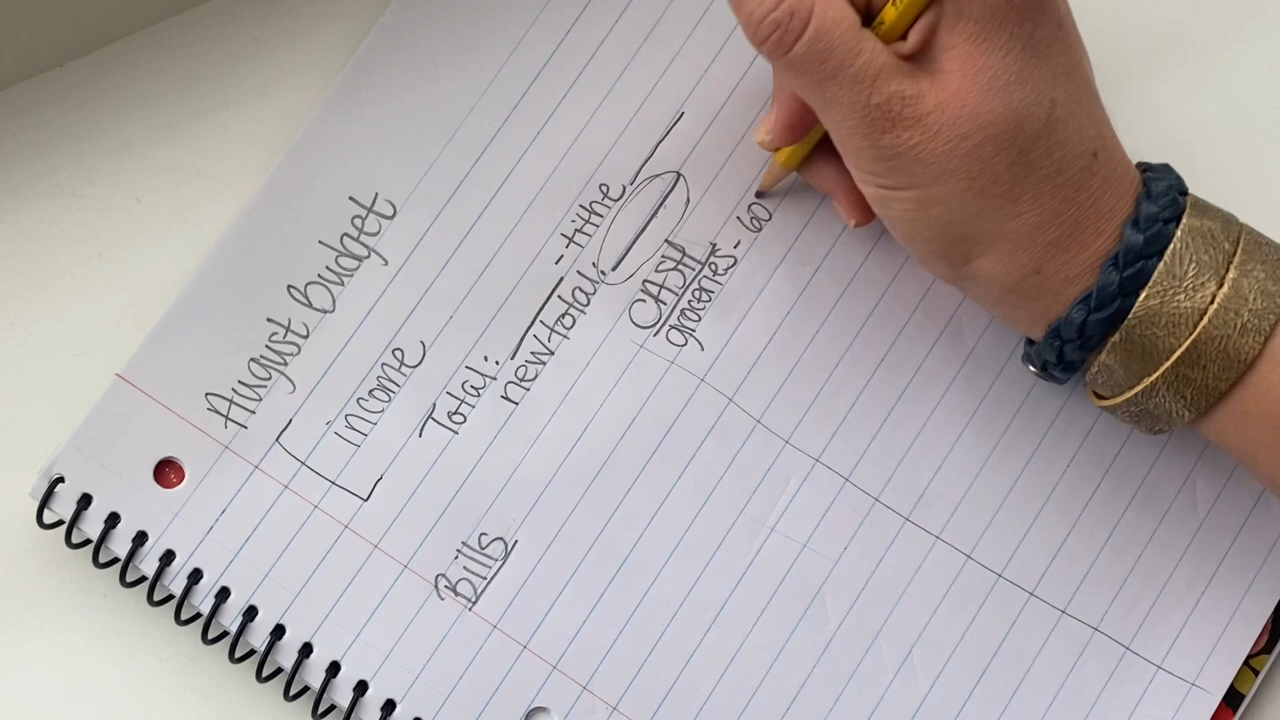 August Budget
income
Total: - tithe
new total:
Bills
CASH
groceries - 60